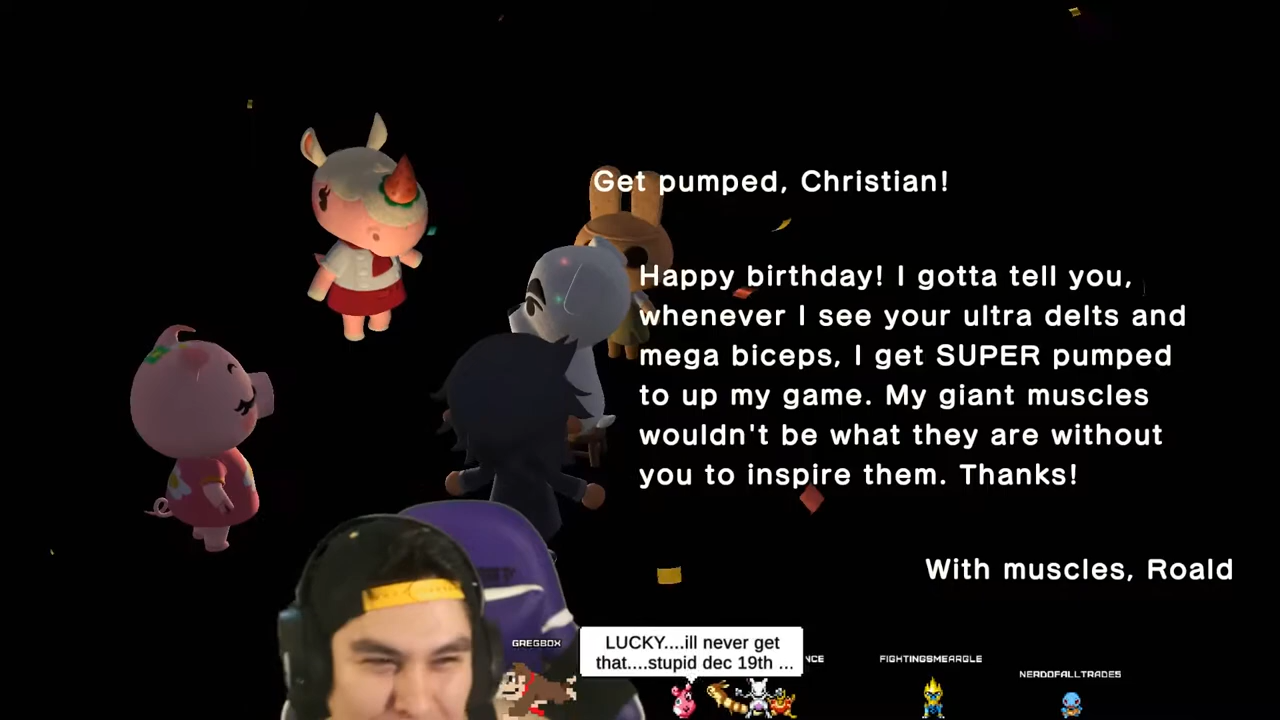 Get pumped, Christian!
Happy birthday! I gotta tell you,
whenever I see your ultra delts and
mega biceps, I get SUPER pumped
to up my game. My giant muscles
wouldn't be what they are without
you to inspire them. Thanks!
With muscles, Roald
GREGBOX
LUCKY....ill never get
that....stupid dec 19th ...
NCE
FIGHTINGSMEARGLE
NERDOFALLTRADES